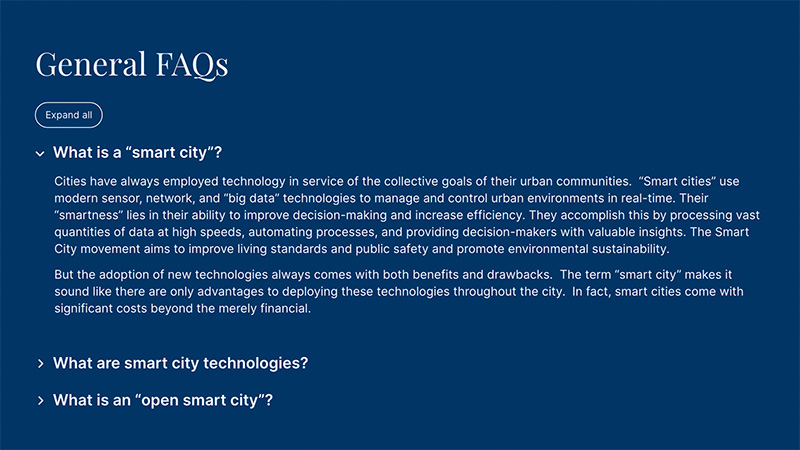 General FAQs
Expand all
What is a “smart city”?
Cities have always employed technology in service of the collective goals of their urban communities.  “Smart cities” use
modern sensor, network, and “big data” technologies to manage and control urban environments in real-time. Their
“smartness” lies in their ability to improve decision-making and increase efficiency. They accomplish this by processing vast
quantities of data at high speeds, automating processes, and providing decision-makers with valuable insights. The Smart
City movement aims to improve living standards and public safety and promote environmental sustainability.
But the adoption of new technologies always comes with both benefits and drawbacks.  The term “smart city” makes it
sound like there are only advantages to deploying these technologies throughout the city.  In fact, smart cities come with
significant costs beyond the merely financial.
What are smart city technologies?
What is an “open smart city”?